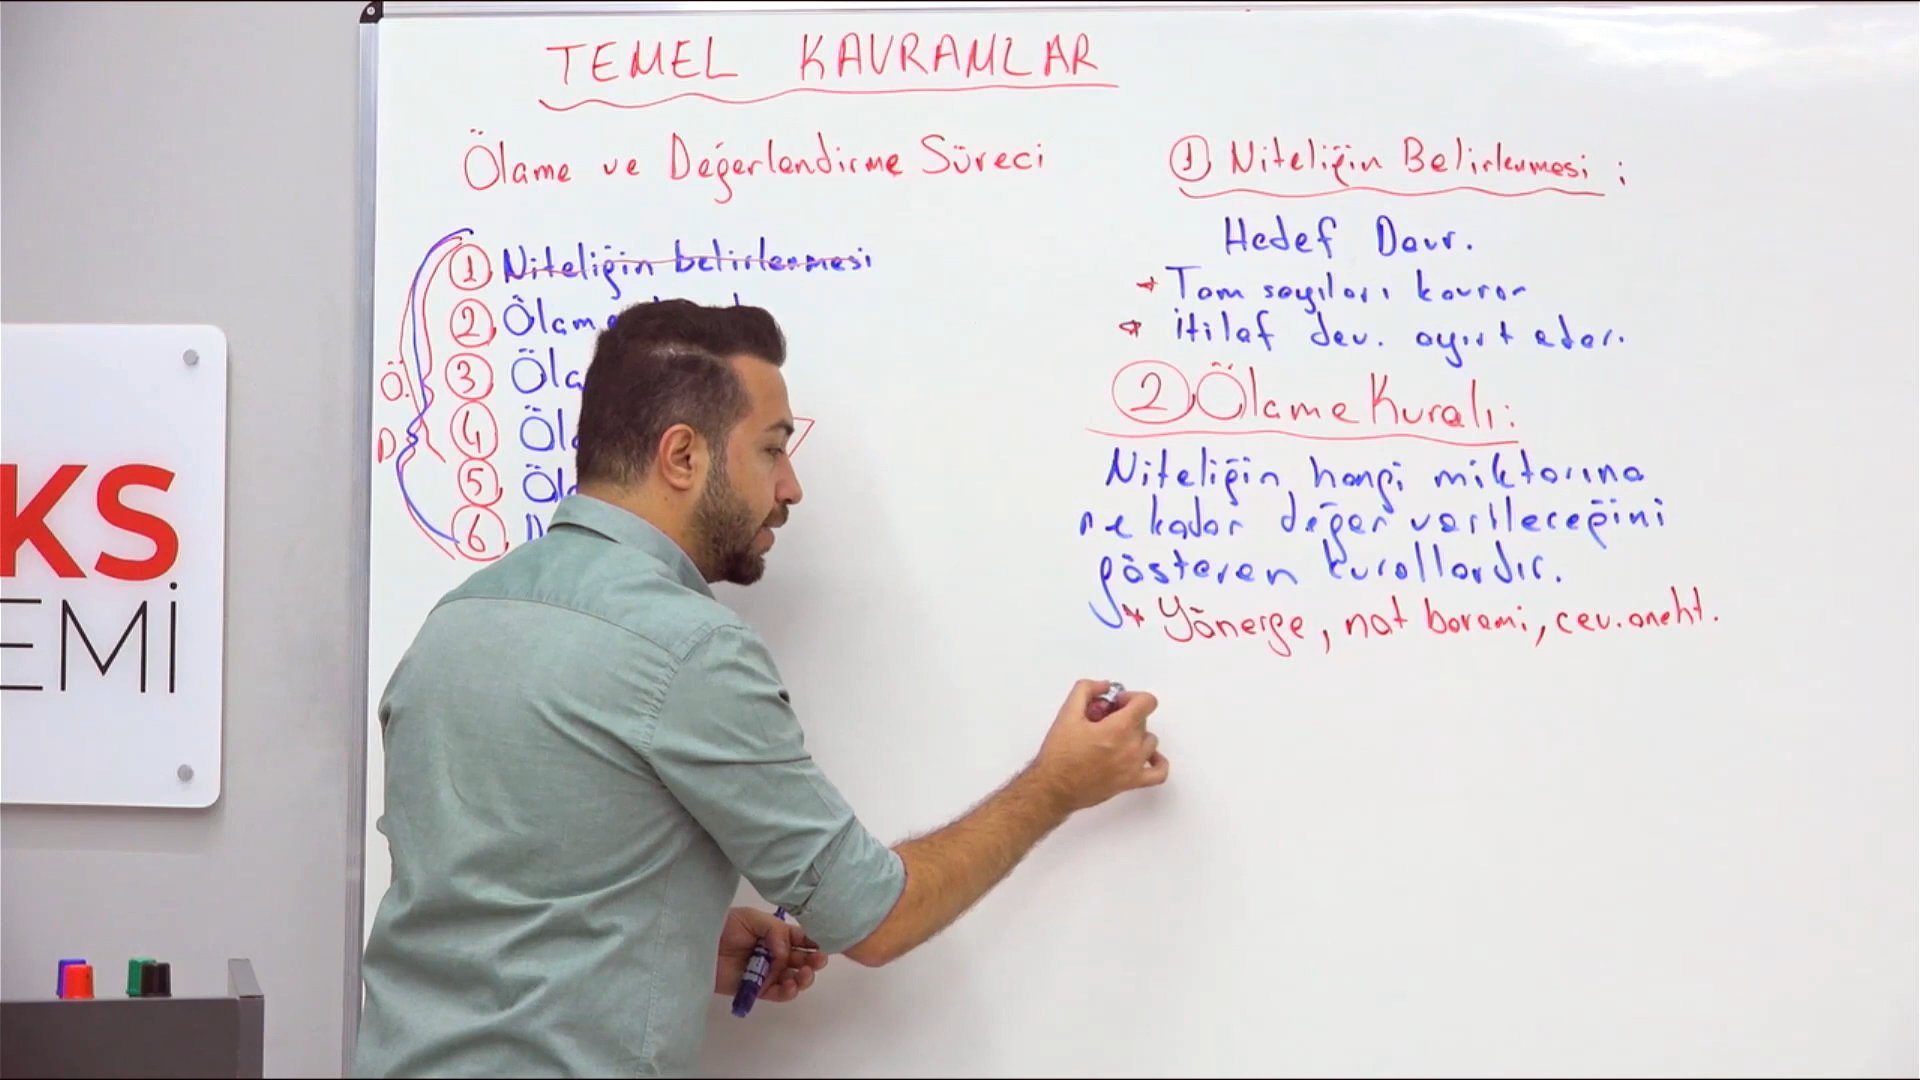 TEMEL KAVRAMLAR
Ölçme ve Değerlendirme Süreci
1 Niteliğin belirlenmesi
2 Ölçme
3 Ölç
4 Öl
5 Ölç
6 D
Ö.
D
1 Niteliğin Belirlenmesi :
Hedef Davr.
* Tam sayıları kavrar
* İtilaf dev. ayırt eder.
2 Ölçme Kuralı:
Niteliğin hangi miktarına
ne kadar değer verileceğini
gösteren kurallardır.
* Yönerge, not baremi, cev. anaht.
KS
EMİ